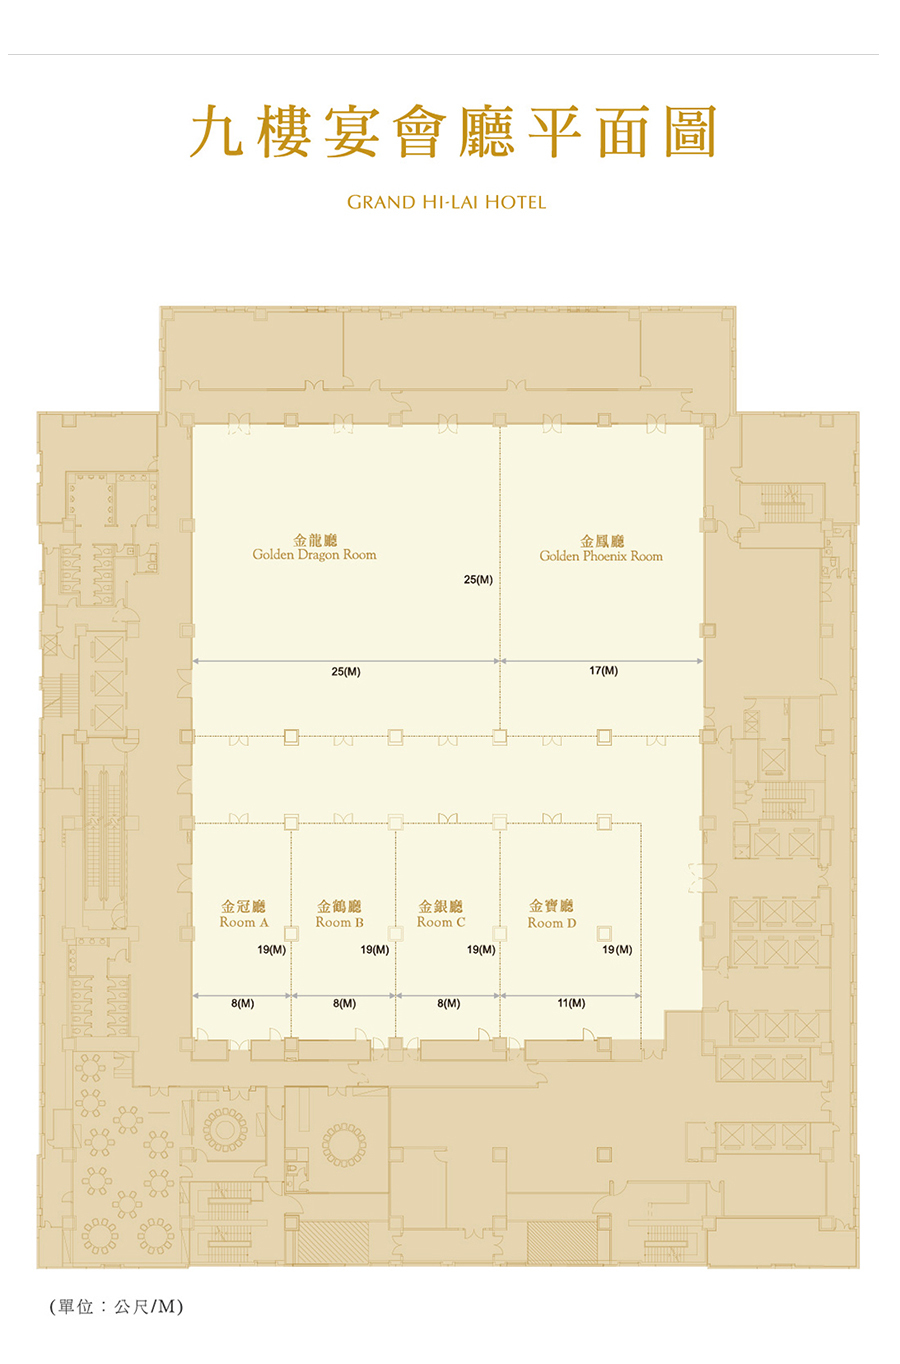 九樓宴會廳平面圖
GRAND HI-LAI HOTEL
金龍廳
Golden Dragon Room
金鳳廳
Golden Phoenix Room
25(M)
25(M)
17(M)
金冠廳
Room A
金鶴廳
Room B
金銀廳
Room C
金寶廳
Room D
19(M)
19(M)
19(M)
19(M)
8(M)
8(M)
8(M)
11(M)
(單位：公尺/M)